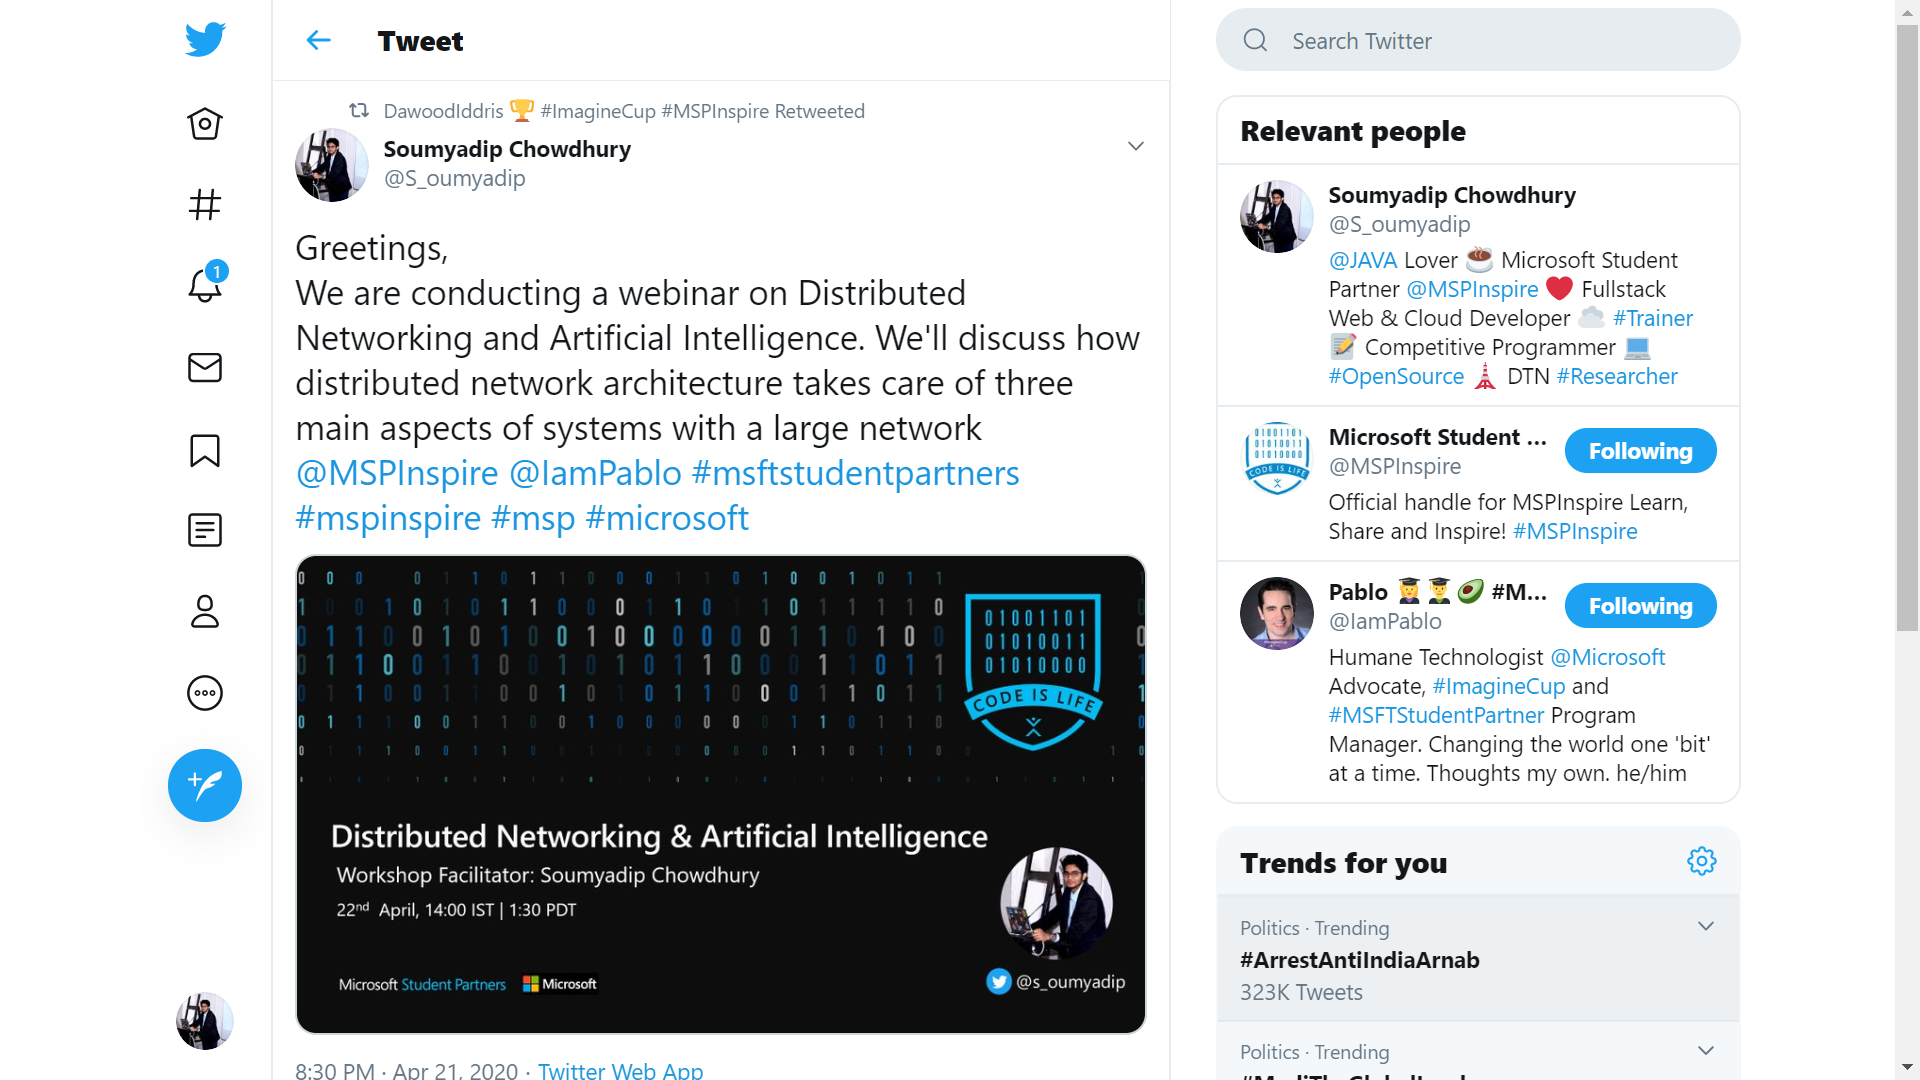 Tweet
DawoodIddris 🏆 #ImagineCup #MSPInspire Retweeted
Soumyadip Chowdhury
@S_oumyadip
Greetings,
We are conducting a webinar on Distributed
Networking and Artificial Intelligence. We'll discuss how
distributed network architecture takes care of three
main aspects of systems with a large network
@MSPInspire @IamPablo #msftstudentpartners
#mspinspire #msp #microsoft
01001101
01010011
01010000
CODE IS LIFE
Distributed Networking & Artificial Intelligence
Workshop Facilitator: Soumyadip Chowdhury
22nd April, 14:00 IST | 1:30 PDT
Microsoft Student Partners Microsoft
@s_oumyadip
8:30 PM · Apr 21, 2020 · Twitter Web App
1
Search Twitter
Relevant people
Soumyadip Chowdhury
@S_oumyadip
@JAVA Lover ☕ Microsoft Student
Partner @MSPInspire ❤️ Fullstack
Web & Cloud Developer ☁️ #Trainer
📝 Competitive Programmer 💻
#OpenSource 🗼 DTN #Researcher
01001101
01010011
01010000
CODE IS LIFE
Microsoft Student ...
@MSPInspire
Following
Official handle for MSPInspire Learn,
Share and Inspire! #MSPInspire
Pablo 👩‍🎓👨‍🎓🥑 #M...
@IamPablo
Following
Humane Technologist @Microsoft
Advocate, #ImagineCup and
#MSFTStudentPartner Program
Manager. Changing the world one 'bit'
at a time. Thoughts my own. he/him
Trends for you
Politics · Trending
#ArrestAntiIndiaArnab
323K Tweets
Politics · Trending